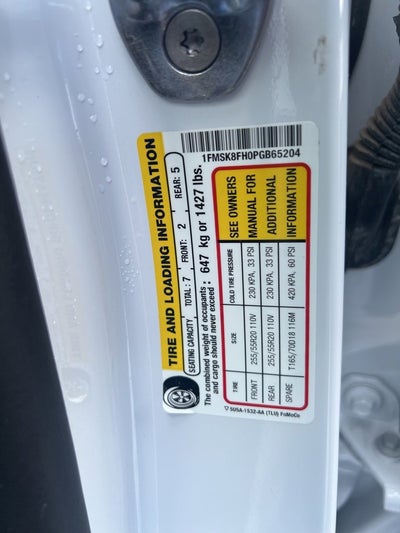 TIRE AND LOADING INFORMATION
SEATING CAPACITY TOTAL: 7 FRONT: 2 REAR: 5
The combined weight of occupants and cargo should never exceed : 647 kg or 1427 lbs.
TIRE SIZE COLD TIRE PRESSURE
FRONT 255/55R20 110V 230 KPA, 33 PSI
REAR 255/55R20 110V 230 KPA, 33 PSI
SPARE T165/70D18 116M 420 KPA, 60 PSI
SEE OWNERS
MANUAL FOR
ADDITIONAL
INFORMATION
1FMSK8FH0PGB65204
5U5A-1532-AA (TLU) FoMoCo